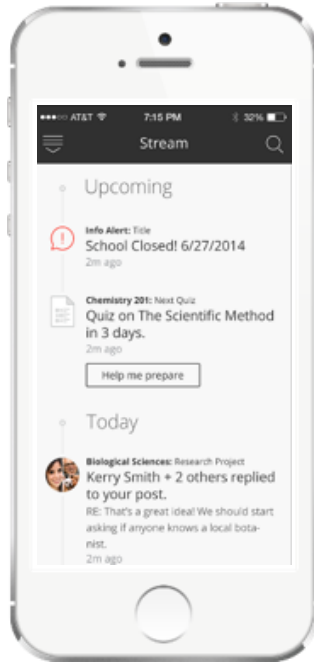 AT&T 7:15 PM 32%
Stream
Upcoming
Info Alert: Title
School Closed! 6/27/2014
2m ago
Chemistry 201: Next Quiz
Quiz on The Scientific Method
in 3 days.
2m ago
Help me prepare
Today
Biological Sciences: Research Project
Kerry Smith + 2 others replied
to your post.
RE: That's a great idea! We should start
asking if anyone knows a local bota-
nist.
2m ago